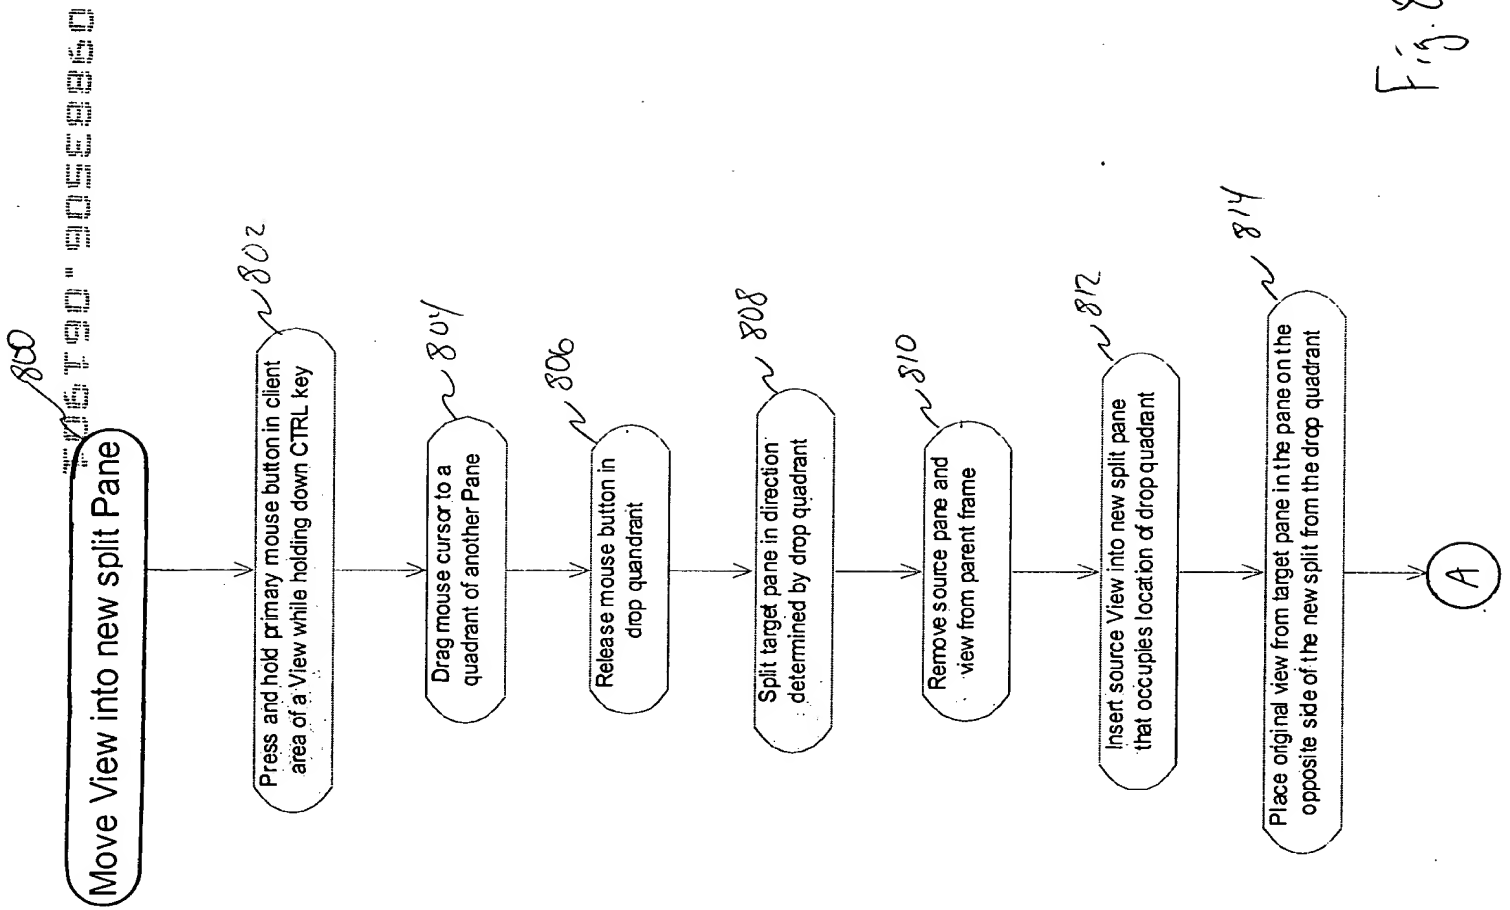 Move View into new split Pane
800
Press and hold primary mouse button in client
area of a View while holding down CTRL key
802
Drag mouse cursor to a
quadrant of another Pane
804
Release mouse button in
drop quandrant
806
Split target pane in direction
determined by drop quadrant
808
Remove source pane and
view from parent frame
810
Insert source View into new split pane
that occupies location of drop quadrant
812
Place original view from target pane in the pane on the
opposite side of the new split from the drop quadrant
814
A
Fig. 8